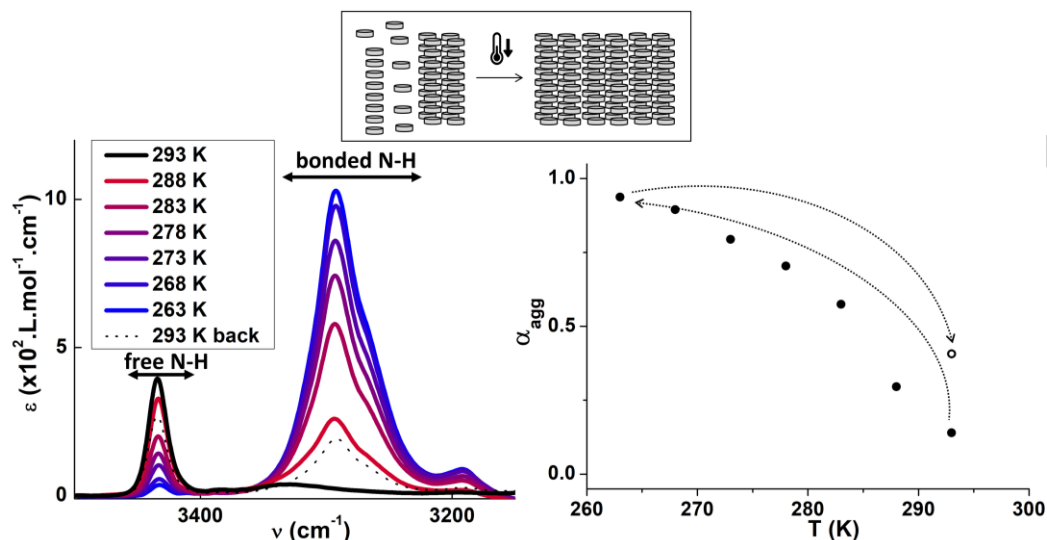 293 K
288 K
283 K
278 K
273 K
268 K
263 K
293 K back
free N-H
bonded N-H
10
5
0
3400
3200
ε (x10².L.mol⁻¹.cm⁻¹)
ν (cm⁻¹)
1.0
0.5
0.0
αagg
260
270
280
290
300
T (K)